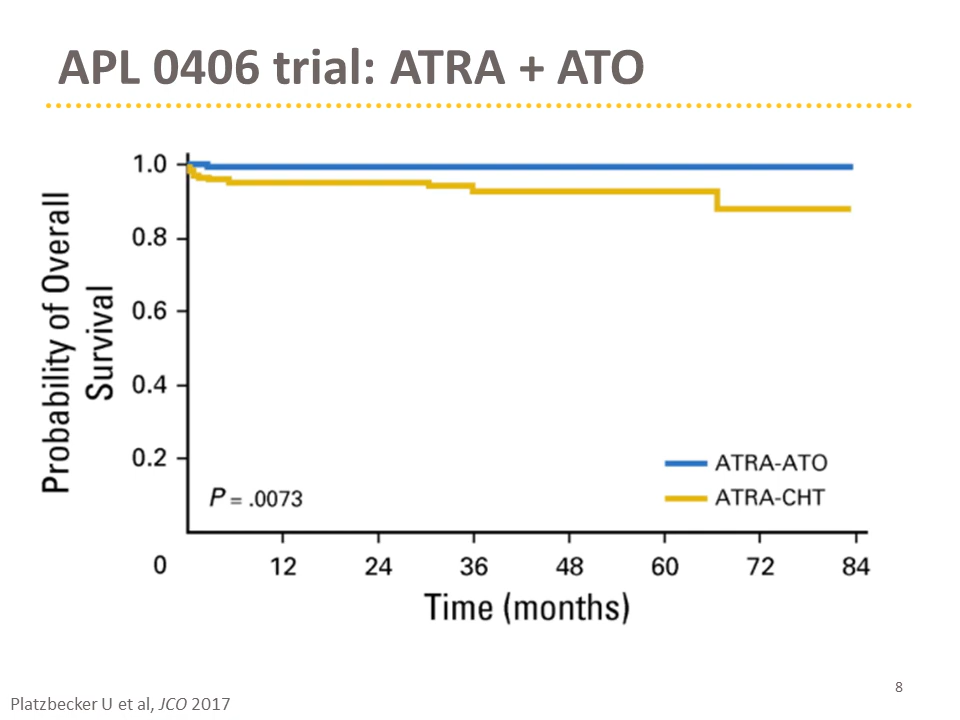 APL 0406 trial: ATRA + ATO
1.0
0.8
0.6
0.4
0.2
Probability of Overall
Survival
ATRA-ATO
ATRA-CHT
P = .0073
0 12 24 36 48 60 72 84
Time (months)
8
Platzbecker U et al, JCO 2017